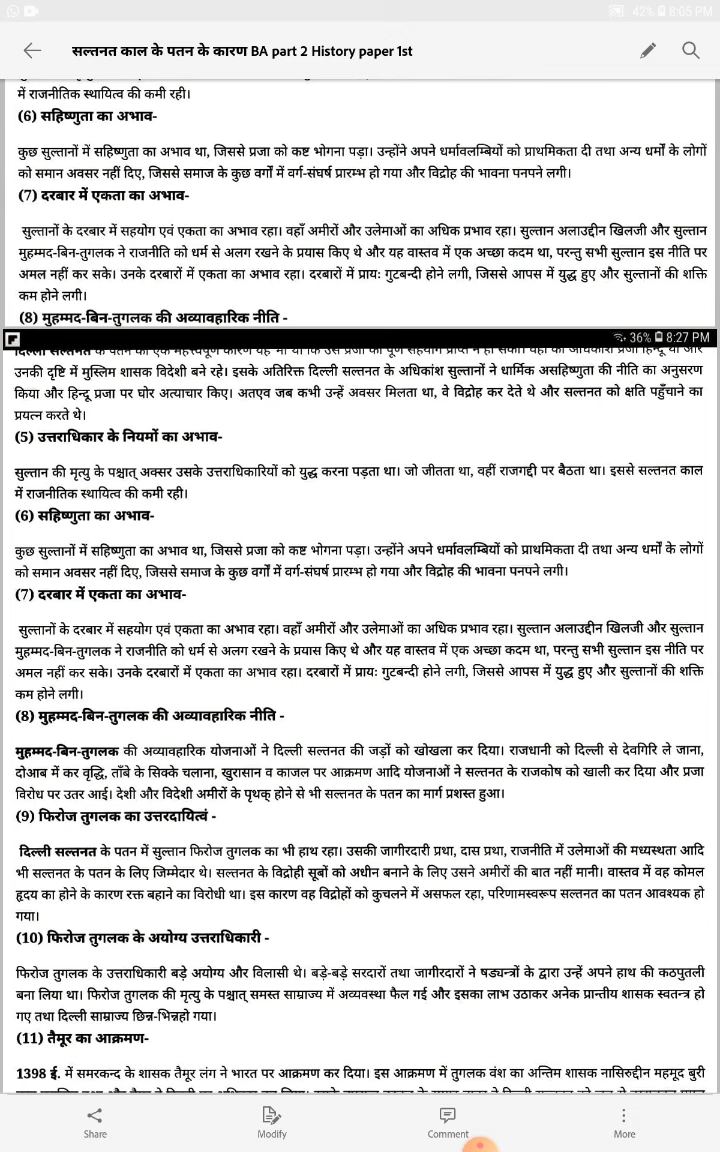 42% 8:05 PM
सल्तनत काल के पतन के कारण BA part 2 History paper 1st
में राजनीतिक स्थायित्व की कमी रही।
(6) सहिष्णुता का अभाव-
कुछ सुल्तानों में सहिष्णुता का अभाव था, जिससे प्रजा को कष्ट भोगना पड़ा। उन्होंने अपने धर्मावलम्बियों को प्राथमिकता दी तथा अन्य धर्मों के लोगों
को समान अवसर नहीं दिए, जिससे समाज के कुछ वर्गों में वर्ग-संघर्ष प्रारम्भ हो गया और विद्रोह की भावना पनपने लगी।
(7) दरबार में एकता का अभाव-
सुल्तानों के दरबार में सहयोग एवं एकता का अभाव रहा। वहाँ अमीरों और उलेमाओं का अधिक प्रभाव रहा। सुल्तान अलाउद्दीन खिलजी और सुल्तान
मुहम्मद-बिन-तुगलक ने राजनीति को धर्म से अलग रखने के प्रयास किए थे और यह वास्तव में एक अच्छा कदम था, परन्तु सभी सुल्तान इस नीति पर
अमल नहीं कर सके। उनके दरबारों में एकता का अभाव रहा। दरबारों में प्रायः गुटबन्दी होने लगी, जिससे आपस में युद्ध हुए और सुल्तानों की शक्ति
कम होने लगी।
(8) मुहम्मद-बिन-तुगलक की अव्यावहारिक नीति -
36% 8:27 PM
दिल्ली सल्तनत के पतन का एक महत्त्वपूर्ण कारण यह भी था कि उसे प्रजा का पूर्ण सहयोग प्राप्त न हो सका। वहाँ की अधिकांश प्रजा हिन्दू थी और
उनकी दृष्टि में मुस्लिम शासक विदेशी बने रहे। इसके अतिरिक्त दिल्ली सल्तनत के अधिकांश सुल्तानों ने धार्मिक असहिष्णुता की नीति का अनुसरण
किया और हिन्दू प्रजा पर घोर अत्याचार किए। अतएव जब कभी उन्हें अवसर मिलता था, वे विद्रोह कर देते थे और सल्तनत को क्षति पहुँचाने का
प्रयत्न करते थे।
(5) उत्तराधिकार के नियमों का अभाव-
सुल्तान की मृत्यु के पश्चात् अक्सर उसके उत्तराधिकारियों को युद्ध करना पड़ता था। जो जीतता था, वहीं राजगद्दी पर बैठता था। इससे सल्तनत काल
में राजनीतिक स्थायित्व की कमी रही।
(6) सहिष्णुता का अभाव-
कुछ सुल्तानों में सहिष्णुता का अभाव था, जिससे प्रजा को कष्ट भोगना पड़ा। उन्होंने अपने धर्मावलम्बियों को प्राथमिकता दी तथा अन्य धर्मों के लोगों
को समान अवसर नहीं दिए, जिससे समाज के कुछ वर्गों में वर्ग-संघर्ष प्रारम्भ हो गया और विद्रोह की भावना पनपने लगी।
(7) दरबार में एकता का अभाव-
सुल्तानों के दरबार में सहयोग एवं एकता का अभाव रहा। वहाँ अमीरों और उलेमाओं का अधिक प्रभाव रहा। सुल्तान अलाउद्दीन खिलजी और सुल्तान
मुहम्मद-बिन-तुगलक ने राजनीति को धर्म से अलग रखने के प्रयास किए थे और यह वास्तव में एक अच्छा कदम था, परन्तु सभी सुल्तान इस नीति पर
अमल नहीं कर सके। उनके दरबारों में एकता का अभाव रहा। दरबारों में प्रायः गुटबन्दी होने लगी, जिससे आपस में युद्ध हुए और सुल्तानों की शक्ति
कम होने लगी।
(8) मुहम्मद-बिन-तुगलक की अव्यावहारिक नीति -
मुहम्मद-बिन-तुगलक की अव्यावहारिक योजनाओं ने दिल्ली सल्तनत की जड़ों को खोखला कर दिया। राजधानी को दिल्ली से देवगिरि ले जाना,
दोआब में कर वृद्धि, ताँबे के सिक्के चलाना, खुरासान व काजल पर आक्रमण आदि योजनाओं ने सल्तनत के राजकोष को खाली कर दिया और प्रजा
विरोध पर उतर आई। देशी और विदेशी अमीरों के पृथक् होने से भी सल्तनत के पतन का मार्ग प्रशस्त हुआ।
(9) फिरोज तुगलक का उत्तरदायित्वं -
दिल्ली सल्तनत के पतन में सुल्तान फिरोज तुगलक का भी हाथ रहा। उसकी जागीरदारी प्रथा, दास प्रथा, राजनीति में उलेमाओं की मध्यस्थता आदि
भी सल्तनत के पतन के लिए जिम्मेदार थे। सल्तनत के विद्रोही सूबों को अधीन बनाने के लिए उसने अमीरों की बात नहीं मानी। वास्तव में वह कोमल
हृदय का होने के कारण रक्त बहाने का विरोधी था। इस कारण वह विद्रोहों को कुचलने में असफल रहा, परिणामस्वरूप सल्तनत का पतन आवश्यक हो
गया।
(10) फिरोज तुगलक के अयोग्य उत्तराधिकारी -
फिरोज तुगलक के उत्तराधिकारी बड़े अयोग्य और विलासी थे। बड़े-बड़े सरदारों तथा जागीरदारों ने षड्यन्त्रों के द्वारा उन्हें अपने हाथ की कठपुतली
बना लिया था। फिरोज तुगलक की मृत्यु के पश्चात् समस्त साम्राज्य में अव्यवस्था फैल गई और इसका लाभ उठाकर अनेक प्रान्तीय शासक स्वतन्त्र हो
गए तथा दिल्ली साम्राज्य छिन्न-भिन्नहो गया।
(11) तैमूर का आक्रमण-
1398 ई. में समरकन्द के शासक तैमूर लंग ने भारत पर आक्रमण कर दिया। इस आक्रमण में तुगलक वंश का अन्तिम शासक नासिरुद्दीन महमूद बुरी
Share
Modify
Comment
More